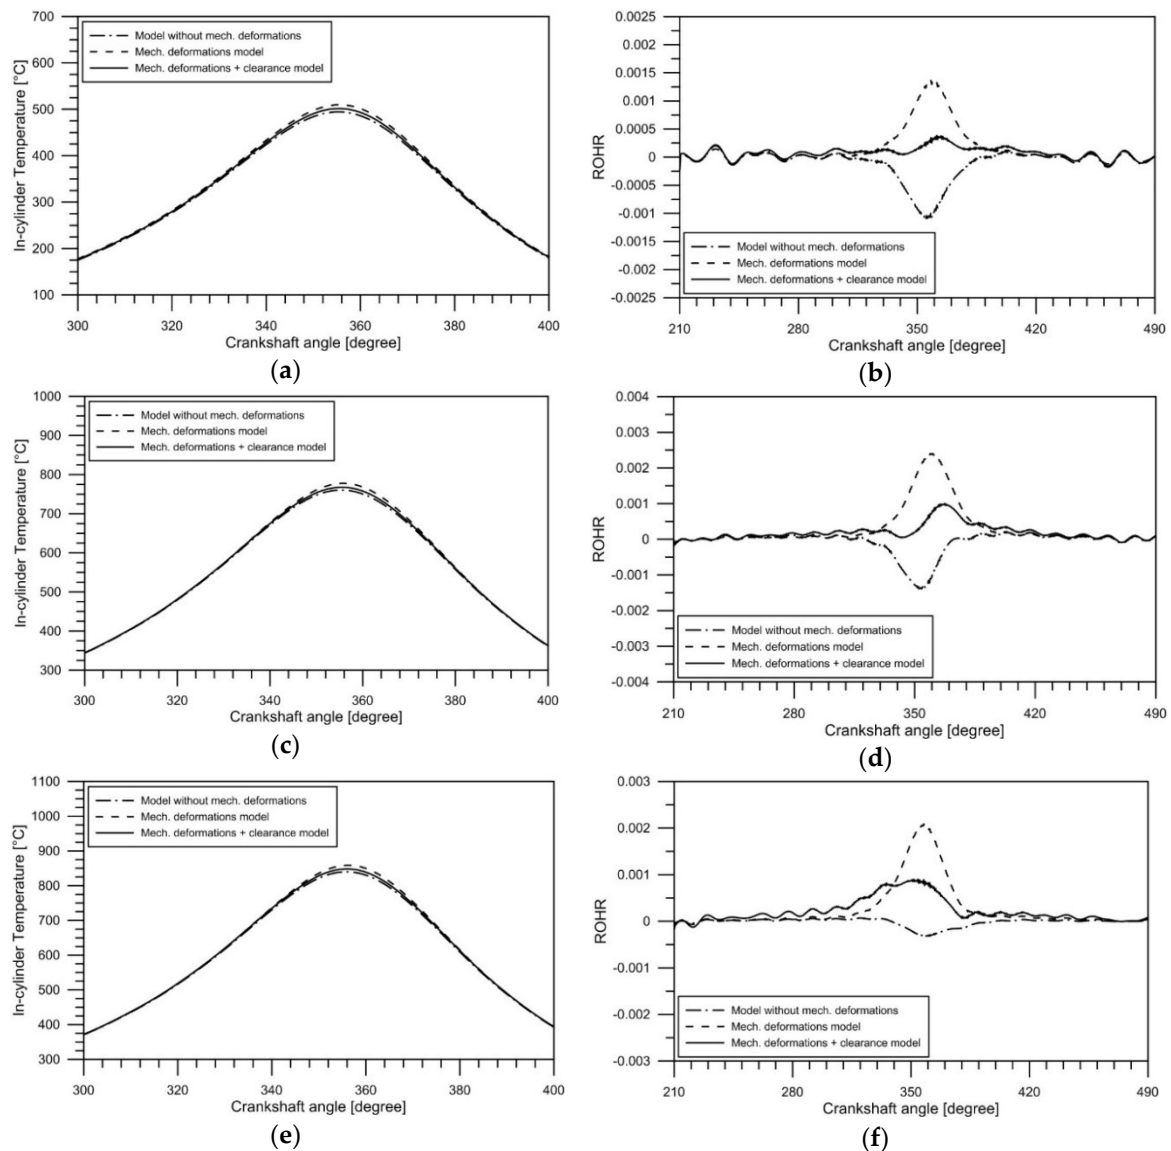 700
600
500
400
300
200
100
In-cylinder Temperature [°C]
Model without mech. deformations
Mech. deformations model
Mech. deformations + clearance model
300
320
340
360
380
400
Crankshaft angle [degree]
(a)
0.0025
0.002
0.0015
0.001
0.0005
0
-0.0005
-0.001
-0.0015
-0.002
-0.0025
ROHR
Model without mech. deformations
Mech. deformations model
Mech. deformations + clearance model
210
280
350
420
490
Crankshaft angle [degree]
(b)
1000
900
800
700
600
500
400
300
In-cylinder Temperature [°C]
Model without mech. deformations
Mech. deformations model
Mech. deformations + clearance model
300
320
340
360
380
400
Crankshaft angle [degree]
(c)
0.004
0.003
0.002
0.001
0
-0.001
-0.002
-0.003
-0.004
ROHR
Model without mech. deformations
Mech. deformations model
Mech. deformations + clearance model
210
280
350
420
490
Crankshaft angle [degree]
(d)
1100
1000
900
800
700
600
500
400
300
In-cylinder Temperature [°C]
Model without mech. deformations
Mech. deformations model
Mech. deformations + clearance model
300
320
340
360
380
400
Crankshaft angle [degree]
(e)
0.003
0.002
0.001
0
-0.001
-0.002
-0.003
ROHR
Model without mech. deformations
Mech. deformations model
Mech. deformations + clearance model
210
280
350
420
490
Crankshaft angle [degree]
(f)